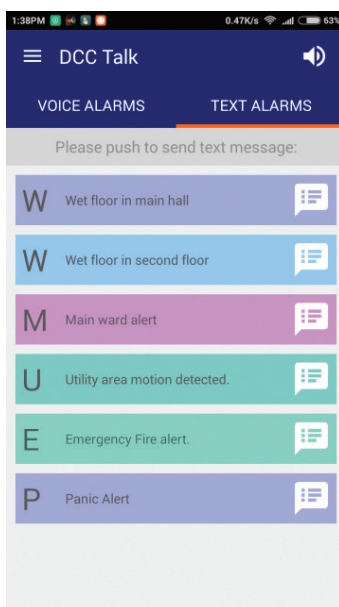 1:38PM 0.47K/s 63%
DCC Talk
VOICE ALARMS TEXT ALARMS
Please push to send text message:
W Wet floor in main hall
W Wet floor in second floor
M Main ward alert
U Utility area motion detected.
E Emergency Fire alert.
P Panic Alert